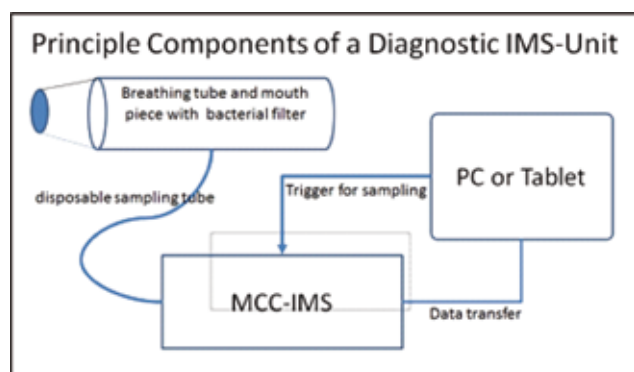 Principle Components of a Diagnostic IMS-Unit
Breathing tube and mouth
piece with bacterial filter
disposable sampling tube
Trigger for sampling
PC or Tablet
MCC-IMS
Data transfer